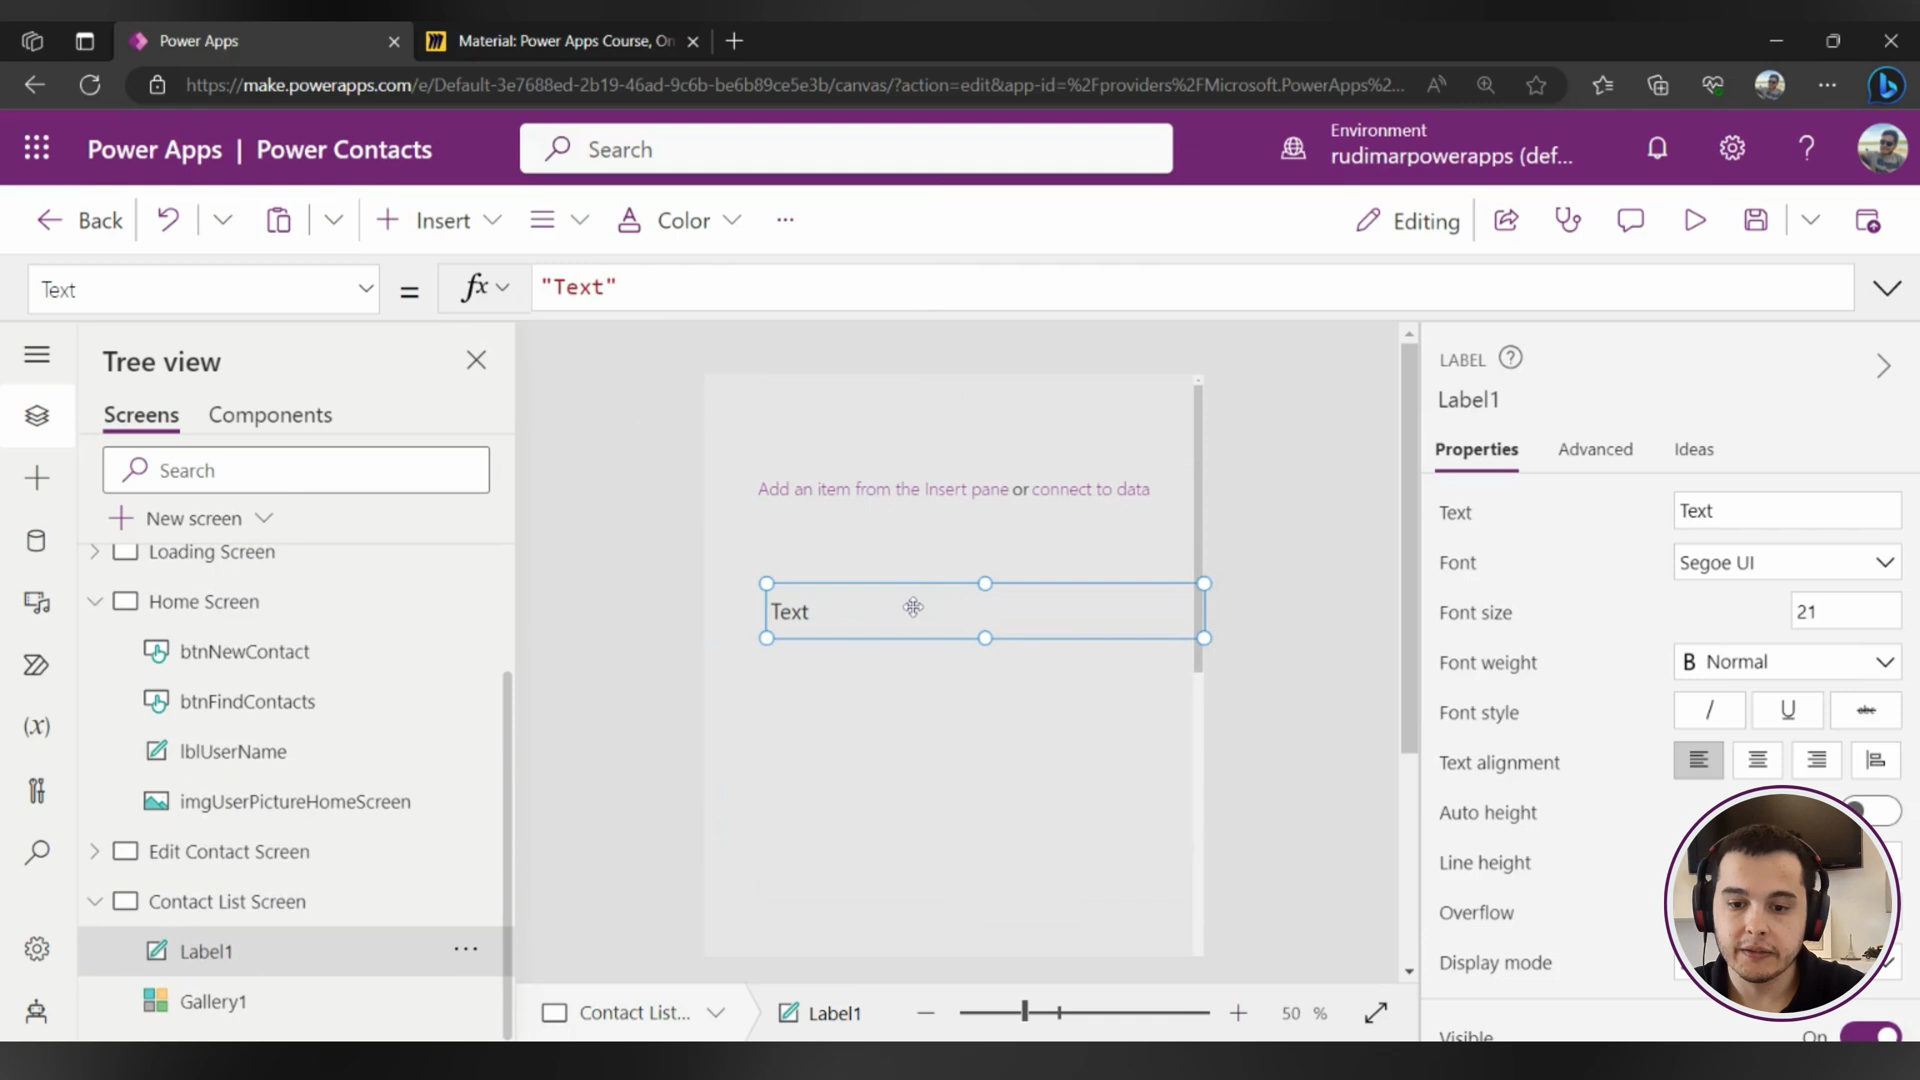 Power Apps
Material: Power Apps Course, On
https://make.powerapps.com/e/Default-3e7688ed-2b19-46ad-9c6b-be6b89ce5e3b/canvas/?action=edit&app-id=%2Fproviders%2FMicrosoft.PowerApps%2...
Power Apps | Power Contacts
Search
Environment
rudimarpowerapps (def...
Back
Insert
Color
...
Editing
Text
=
fx
"Text"
Tree view
Screens
Components
Search
New screen
Loading Screen
Home Screen
btnNewContact
btnFindContacts
lblUserName
imgUserPictureHomeScreen
Edit Contact Screen
Contact List Screen
Label1
...
Gallery1
Add an item from the Insert pane or connect to data
Text
Contact List...
Label1
50 %
LABEL
Label1
Properties
Advanced
Ideas
Text
Text
Font
Segoe UI
Font size
21
Font weight
B Normal
Font style
/ U abc
Text alignment
Auto height
Line height
Overflow
Display mode
Visible
On